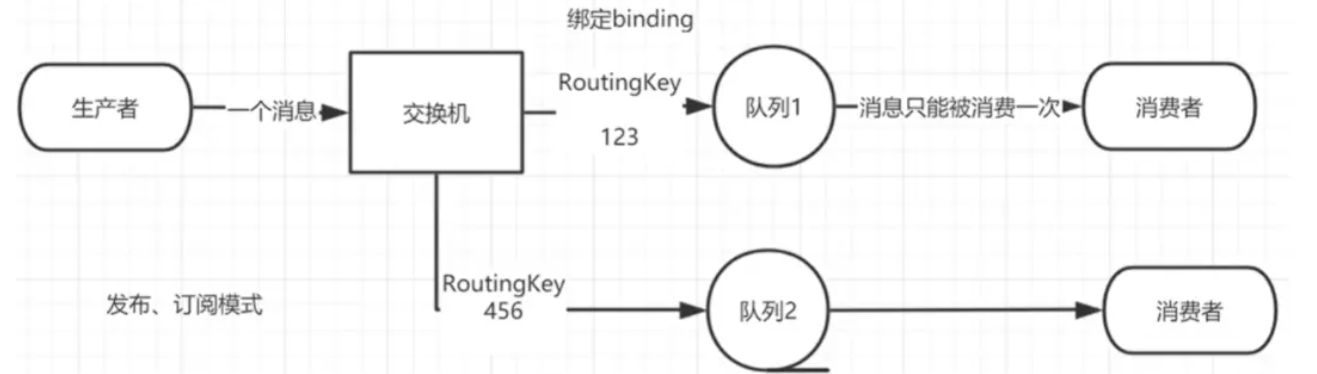 绑定binding
生产者
一个消息
交换机
RoutingKey
123
队列1
消息只能被消费一次
消费者
发布、订阅模式
RoutingKey
456
队列2
消费者